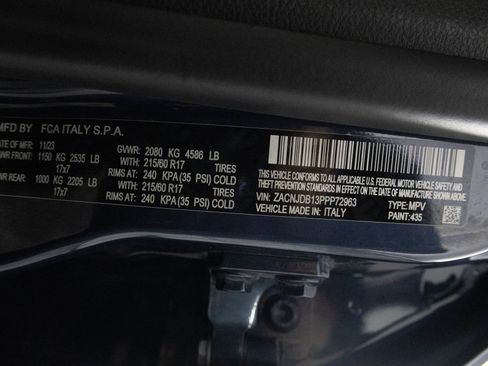 MFD BY FCA ITALY S.P.A.
DATE OF MFR: 11/23 GVWR: 2080 KG 4586 LB
WR FRONT: 1150 KG 2535 LB WITH: 215/60 R17 TIRES
17x7 RIMS AT: 240 KPA(35 PSI) COLD
WR REAR: 1000 KG 2205 LB WITH: 215/60 R17 TIRES
17x7 RIMS AT: 240 KPA(35 PSI) COLD
THIS VEHICLE CONFORMS TO ALL APPLICABLE U.S. FEDERAL MOTOR VEHICLE SAFETY
AND THEFT PREVENTION STANDARDS IN EFFECT ON THE DATE OF MANUFACTURE SHOWN ABOVE.
VIN: ZACNJDB13PPP72963 TYPE: MPV
VEHICLE MADE IN: ITALY PAINT: 435